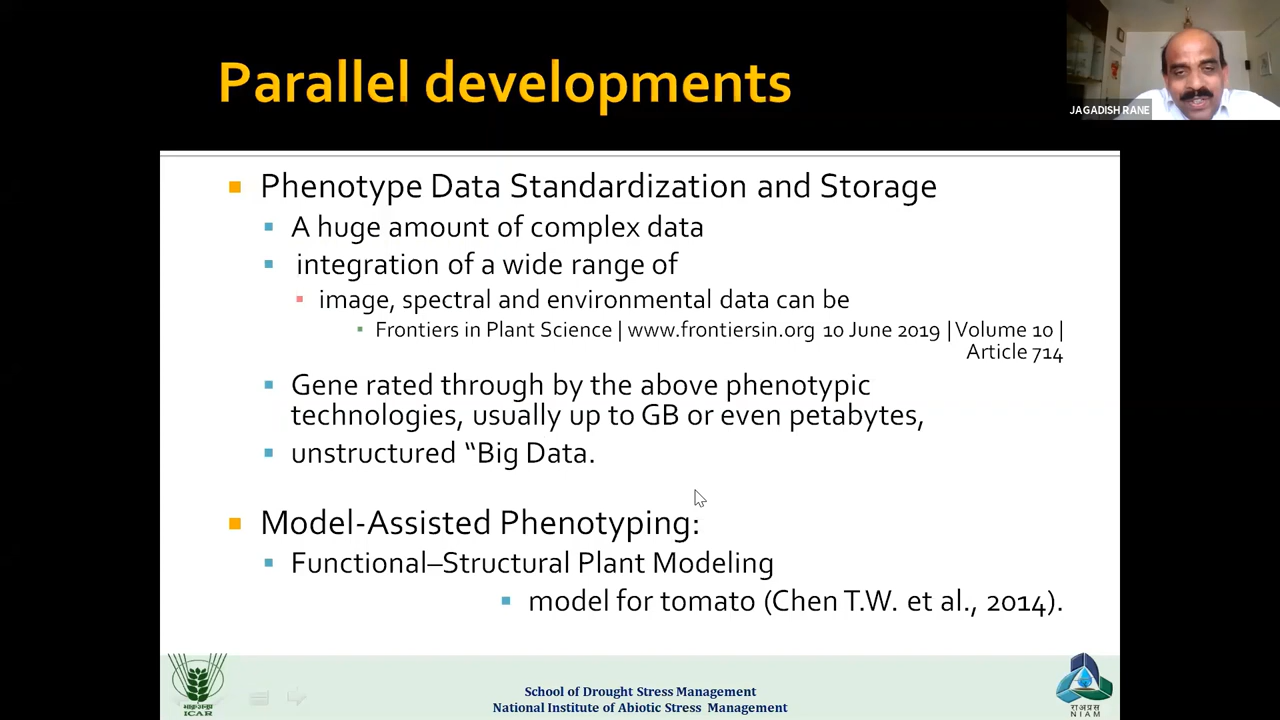 Parallel developments
JAGADISH RANE
Phenotype Data Standardization and Storage
A huge amount of complex data
integration of a wide range of
image, spectral and environmental data can be
Frontiers in Plant Science | www.frontiersin.org 10 June 2019 | Volume 10 |
Article 714
Gene rated through by the above phenotypic
technologies, usually up to GB or even petabytes,
unstructured “Big Data.
Model-Assisted Phenotyping:
Functional–Structural Plant Modeling
model for tomato (Chen T.W. et al., 2014).
School of Drought Stress Management
National Institute of Abiotic Stress Management
भाकृअनुप
ICAR
राअप्रस
NIAM